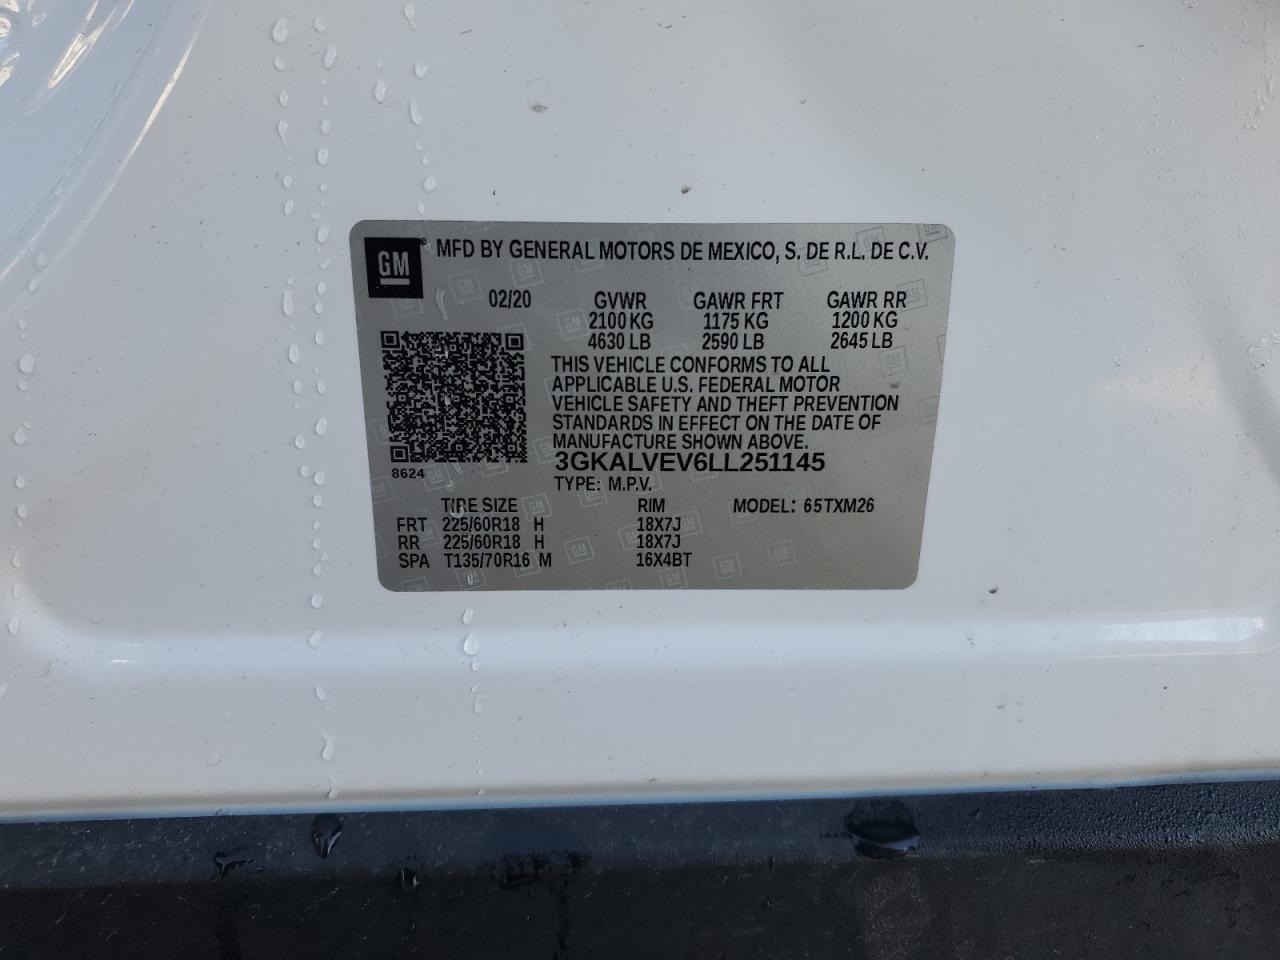 GM
® MFD BY GENERAL MOTORS DE MEXICO, S. DE R.L. DE C.V.
02/20 GVWR GAWR FRT GAWR RR
2100 KG 1175 KG 1200 KG
4630 LB 2590 LB 2645 LB
THIS VEHICLE CONFORMS TO ALL
APPLICABLE U.S. FEDERAL MOTOR
VEHICLE SAFETY AND THEFT PREVENTION
STANDARDS IN EFFECT ON THE DATE OF
MANUFACTURE SHOWN ABOVE.
3GKALVEV6LL251145
8624
TYPE: M.P.V.
TIRE SIZE RIM MODEL: 65TXM26
FRT 225/60R18 H 18X7J
RR 225/60R18 H 18X7J
SPA T135/70R16 M 16X4BT